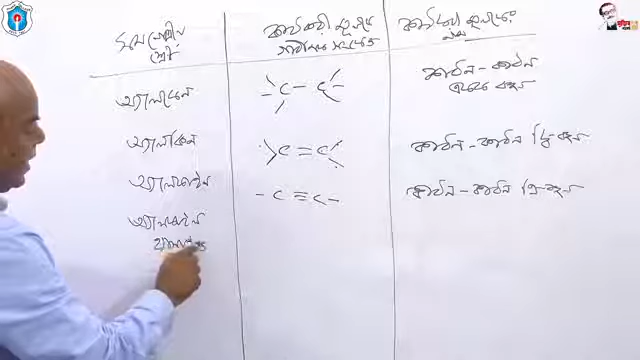 সমগোত্রীয় শ্রেণি
কার্যকরী মূলকের সাধারণ সংকেত
কার্যকরী মূলকের নাম
অ্যালকেন
- C - C -
কার্বন - কার্বন একক বন্ধন
অ্যালকিন
C = C
কার্বন - কার্বন দ্বি-বন্ধন
অ্যালকাইন
- C ≡ C -
কার্বন - কার্বন ত্রি-বন্ধন
অ্যালকাইল